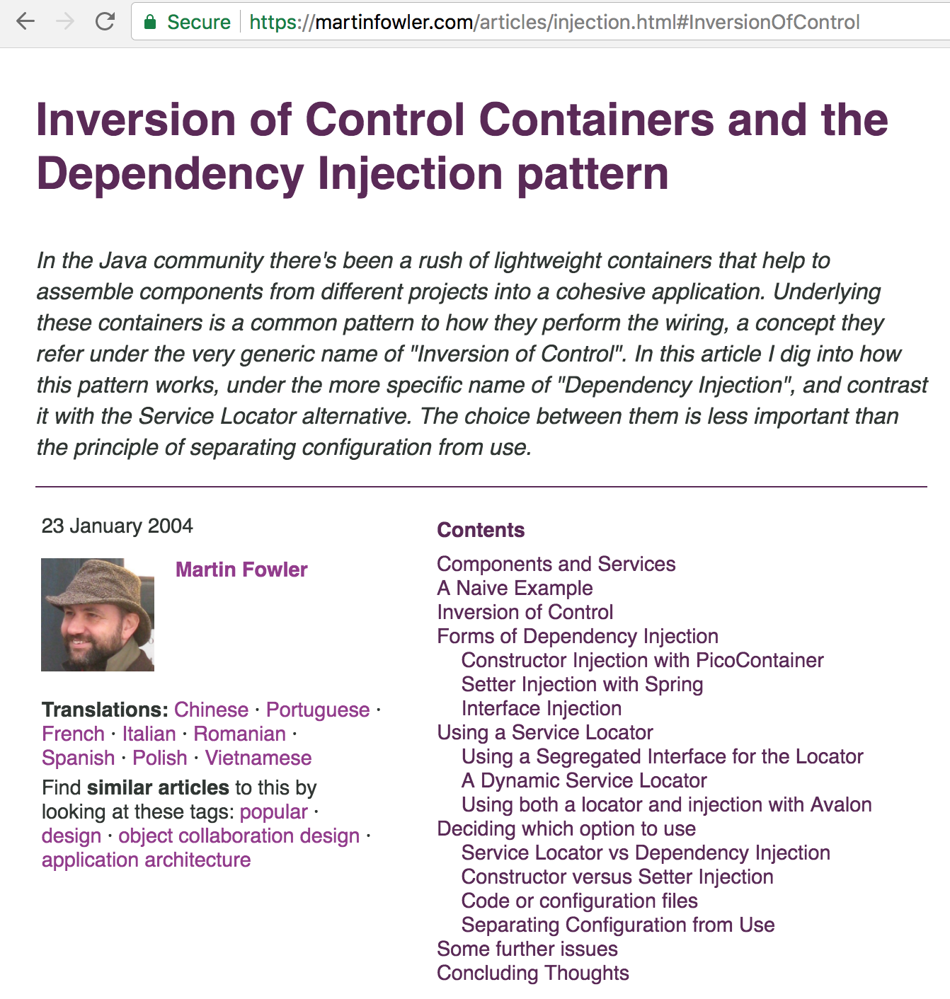 Secure https://martinfowler.com/articles/injection.html#InversionOfControl
Inversion of Control Containers and the
Dependency Injection pattern
In the Java community there's been a rush of lightweight containers that help to
assemble components from different projects into a cohesive application. Underlying
these containers is a common pattern to how they perform the wiring, a concept they
refer under the very generic name of "Inversion of Control". In this article I dig into how
this pattern works, under the more specific name of "Dependency Injection", and contrast
it with the Service Locator alternative. The choice between them is less important than
the principle of separating configuration from use.
23 January 2004
Martin Fowler
Translations: Chinese · Portuguese ·
French · Italian · Romanian ·
Spanish · Polish · Vietnamese
Find similar articles to this by
looking at these tags: popular ·
design · object collaboration design ·
application architecture
Contents
Components and Services
A Naive Example
Inversion of Control
Forms of Dependency Injection
Constructor Injection with PicoContainer
Setter Injection with Spring
Interface Injection
Using a Service Locator
Using a Segregated Interface for the Locator
A Dynamic Service Locator
Using both a locator and injection with Avalon
Deciding which option to use
Service Locator vs Dependency Injection
Constructor versus Setter Injection
Code or configuration files
Separating Configuration from Use
Some further issues
Concluding Thoughts